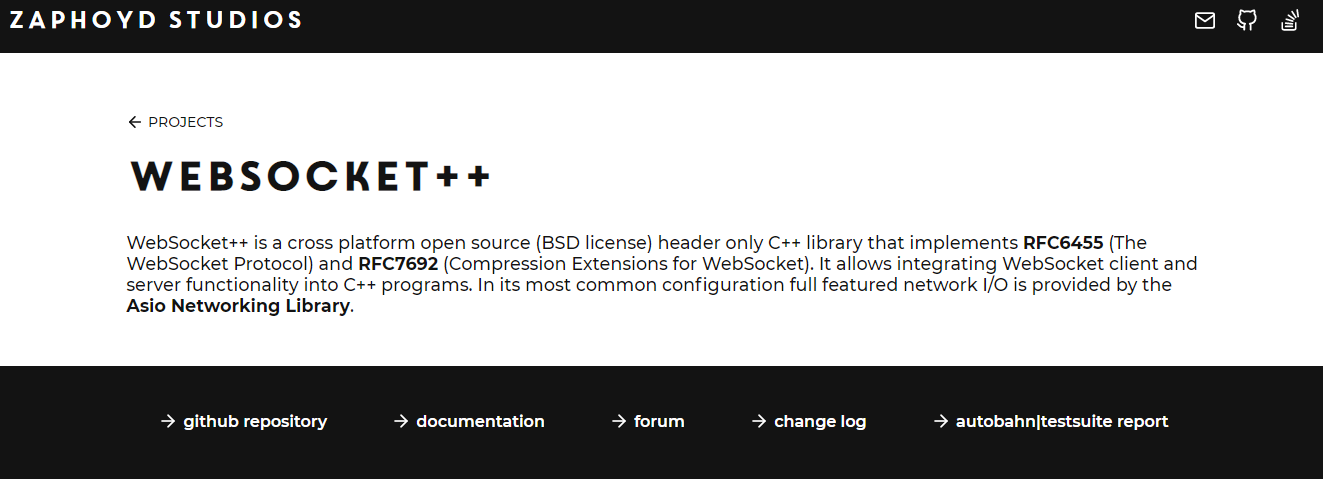 ZAPHOYD STUDIOS
PROJECTS
WEBSOCKET++
WebSocket++ is a cross platform open source (BSD license) header only C++ library that implements RFC6455 (The
WebSocket Protocol) and RFC7692 (Compression Extensions for WebSocket). It allows integrating WebSocket client and
server functionality into C++ programs. In its most common configuration full featured network I/O is provided by the
Asio Networking Library.
github repository documentation forum change log autobahn|testsuite report